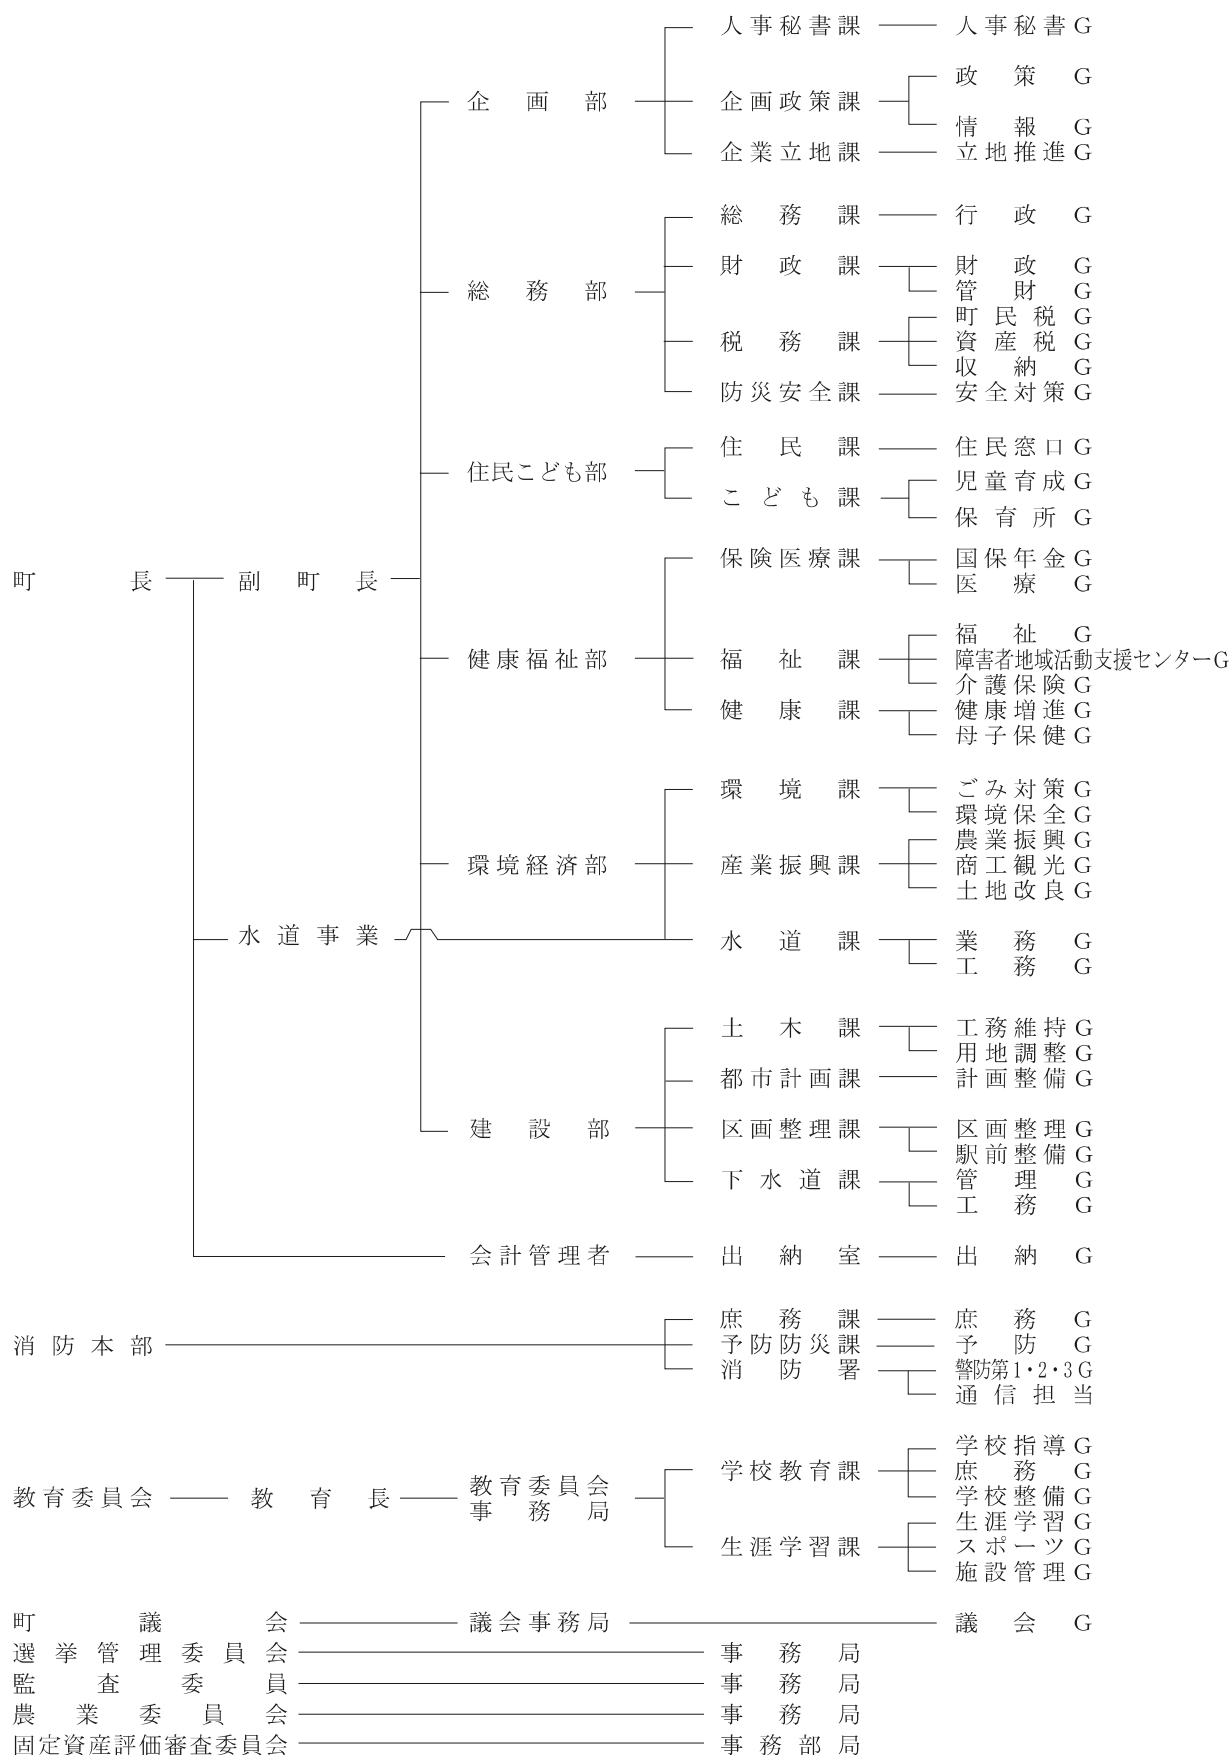 人事秘書課 人事秘書G
政策G
企画部 企画政策課
情報G
企業立地課 立地推進G
総務課 行政G
財政課 財政G
総務部 管財G
町民税G
税務課 資産税G
収納G
防災安全課 安全対策G
住民課 住民窓口G
住民こども部 児童育成G
こども課
保育所G
保険医療課 国保年金G
町長 副町長 医療G
福祉G
健康福祉部 福祉課 障害者地域活動支援センターG
介護保険G
健康課 健康増進G
母子保健G
環境課 ごみ対策G
環境保全G
農業振興G
環境経済部 産業振興課 商工観光G
土地改良G
水道事業 水道課 業務G
工務G
土木課 工務維持G
用地調整G
都市計画課 計画整備G
建設部 区画整理課 区画整理G
駅前整備G
下水道課 管理G
工務G
会計管理者 出納室 出納G
庶務課 庶務G
消防本部 予防防災課 予防G
消防署 警防第1・2・3G
通信担当
学校指導G
学校教育課 庶務G
教育委員会 教育長 教育委員会 学校整備G
事務局 生涯学習G
生涯学習課 スポーツG
施設管理G
町議会 議会事務局 議会G
選挙管理委員会 事務局
監査委員 事務局
農業委員会 事務局
固定資産評価審査委員会 事務部局